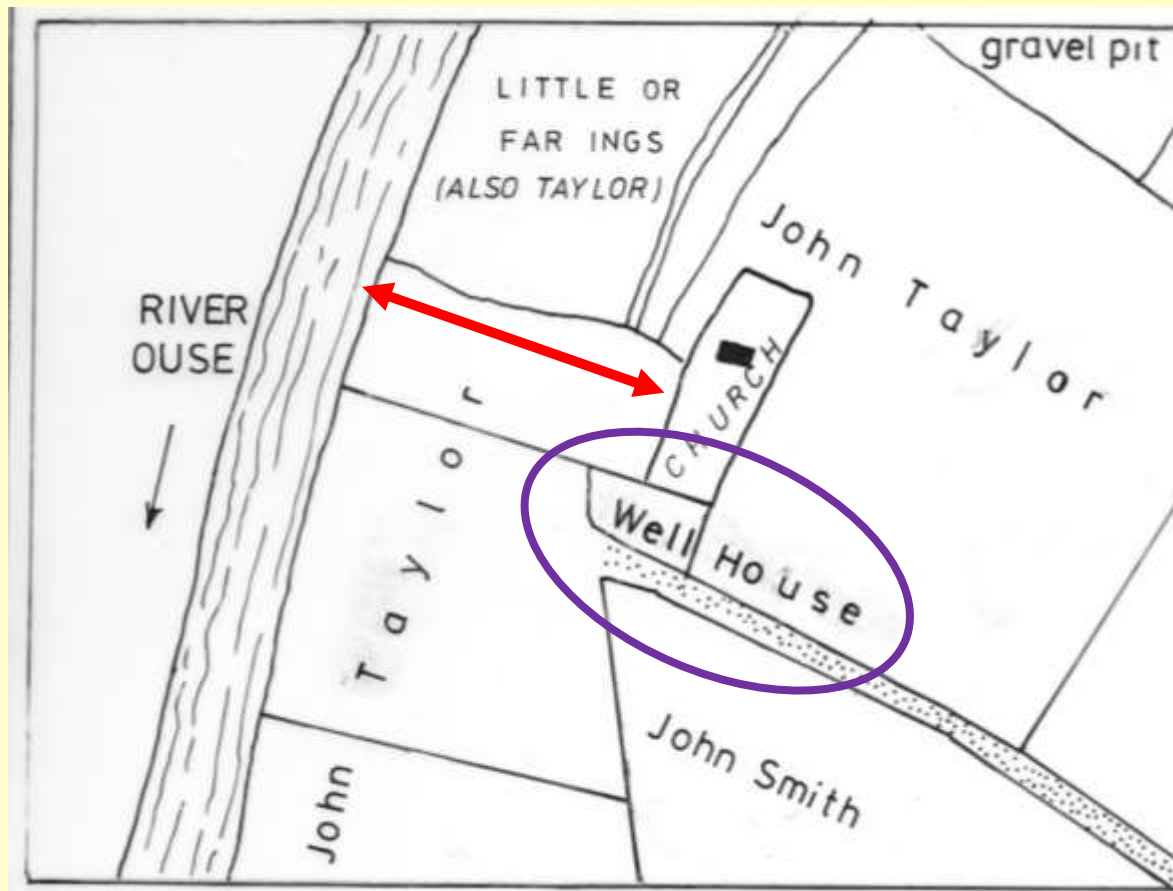 gravel pit
LITTLE OR
FAR INGS
(ALSO TAYLOR)
John Taylor
RIVER
OUSE
CHURCH
Well House
John Taylor
John Smith